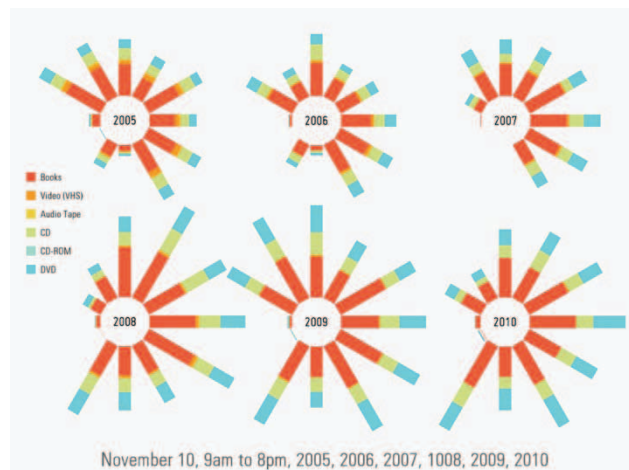 2005
2006
2007
Books
Video (VHS)
Audio Tape
CD
CD-ROM
DVD
2008
2009
2010
November 10, 9am to 8pm, 2005, 2006, 2007, 1008, 2009, 2010